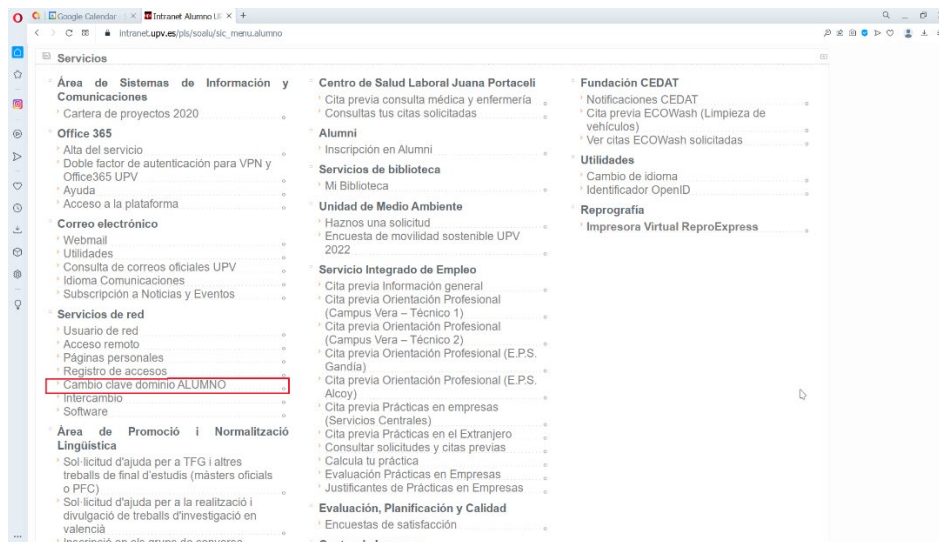 Google Calendar
Intranet Alumno U
intranet.upv.es/pls/soalu/sic_menu.alumno
Servicios
Área de Sistemas de Información y
Comunicaciones
Cartera de proyectos 2020
Office 365
Alta del servicio
Doble factor de autenticación para VPN y
Office365 UPV
Ayuda
Acceso a la plataforma
Correo electrónico
Webmail
Utilidades
Consulta de correos oficiales UPV
Idioma Comunicaciones
Subscripción a Noticias y Eventos
Servicios de red
Usuario de red
Acceso remoto
Páginas personales
Registro de accesos
Cambio clave dominio ALUMNO
Intercambio
Software
Àrea de Promoció i Normalització
Lingüística
Sol·licitud d'ajuda per a TFG i altres
treballs de final d'estudis (màsters oficials
o PFC)
Sol·licitud d'ajuda per a la realització i
divulgació de treballs d'investigació en
valencià
Inscripció en els grups de conversa
Centro de Salud Laboral Juana Portaceli
Cita previa consulta médica y enfermería
Consultas tus citas solicitadas
Alumni
Inscripción en Alumni
Servicios de biblioteca
Mi Biblioteca
Unidad de Medio Ambiente
Haznos una solicitud
Encuesta de movilidad sostenible UPV
2022
Servicio Integrado de Empleo
Cita previa Información general
Cita previa Orientación Profesional
(Campus Vera – Técnico 1)
Cita previa Orientación Profesional
(Campus Vera – Técnico 2)
Cita previa Orientación Profesional (E.P.S.
Gandía)
Cita previa Orientación Profesional (E.P.S.
Alcoy)
Cita previa Prácticas en empresas
(Servicios Centrales)
Cita previa Prácticas en el Extranjero
Consultar solicitudes y citas previas
Calcula tu práctica
Evaluación Prácticas en Empresas
Justificantes de Prácticas en Empresas
Evaluación, Planificación y Calidad
Encuestas de satisfacción
Fundación CEDAT
Notificaciones CEDAT
Cita previa ECOWash (Limpieza de
vehículos)
Ver citas ECOWash solicitadas
Utilidades
Cambio de idioma
Identificador OpenID
Reprografía
Impresora Virtual ReproExpress